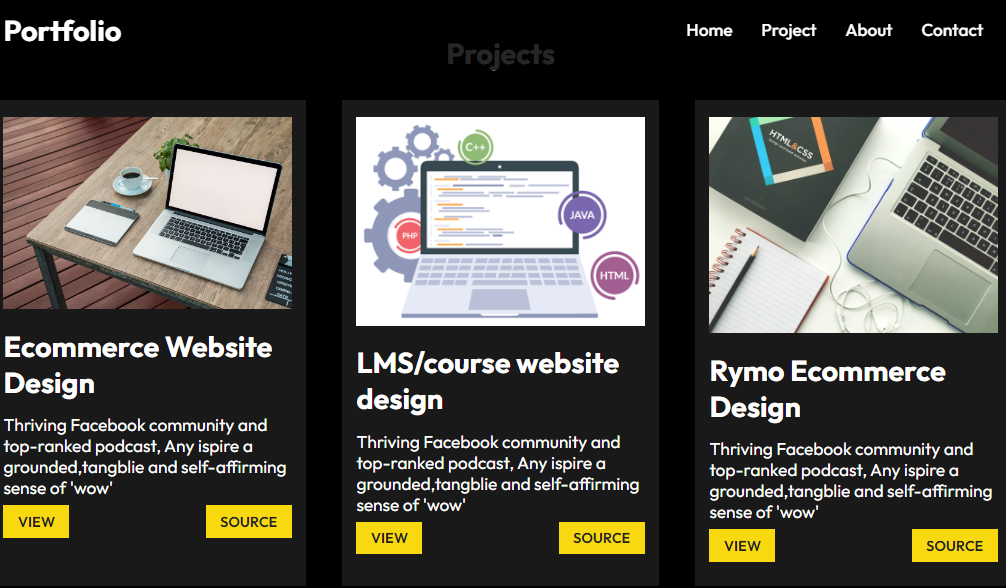 Portfolio
Home Project About Contact
Projects
C++
PHP
JAVA
HTML
HTML&CSS
Ecommerce Website
Design
Thriving Facebook community and
top-ranked podcast, Any ispire a
grounded,tangblie and self-affirming
sense of 'wow'
VIEW SOURCE
LMS/course website
design
Thriving Facebook community and
top-ranked podcast, Any ispire a
grounded,tangblie and self-affirming
sense of 'wow'
VIEW SOURCE
Rymo Ecommerce
Design
Thriving Facebook community and
top-ranked podcast, Any ispire a
grounded,tangblie and self-affirming
sense of 'wow'
VIEW SOURCE